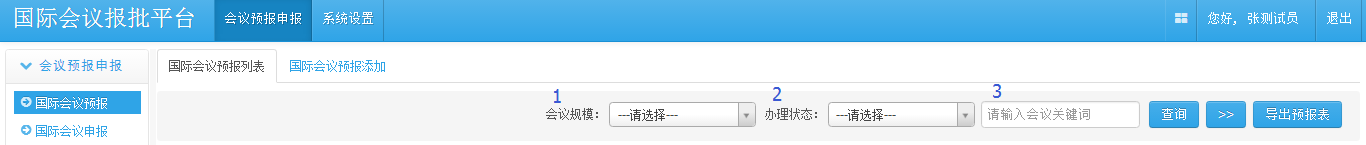 国际会议报批平台 会议预报申报 系统设置 您好, 张测试员 退出
会议预报申报 国际会议预报列表 国际会议预报添加
1 2 3
国际会议预报 会议规模: ---请选择--- 办理状态: ---请选择--- 请输入会议关键词 查询 >> 导出预报表
国际会议申报